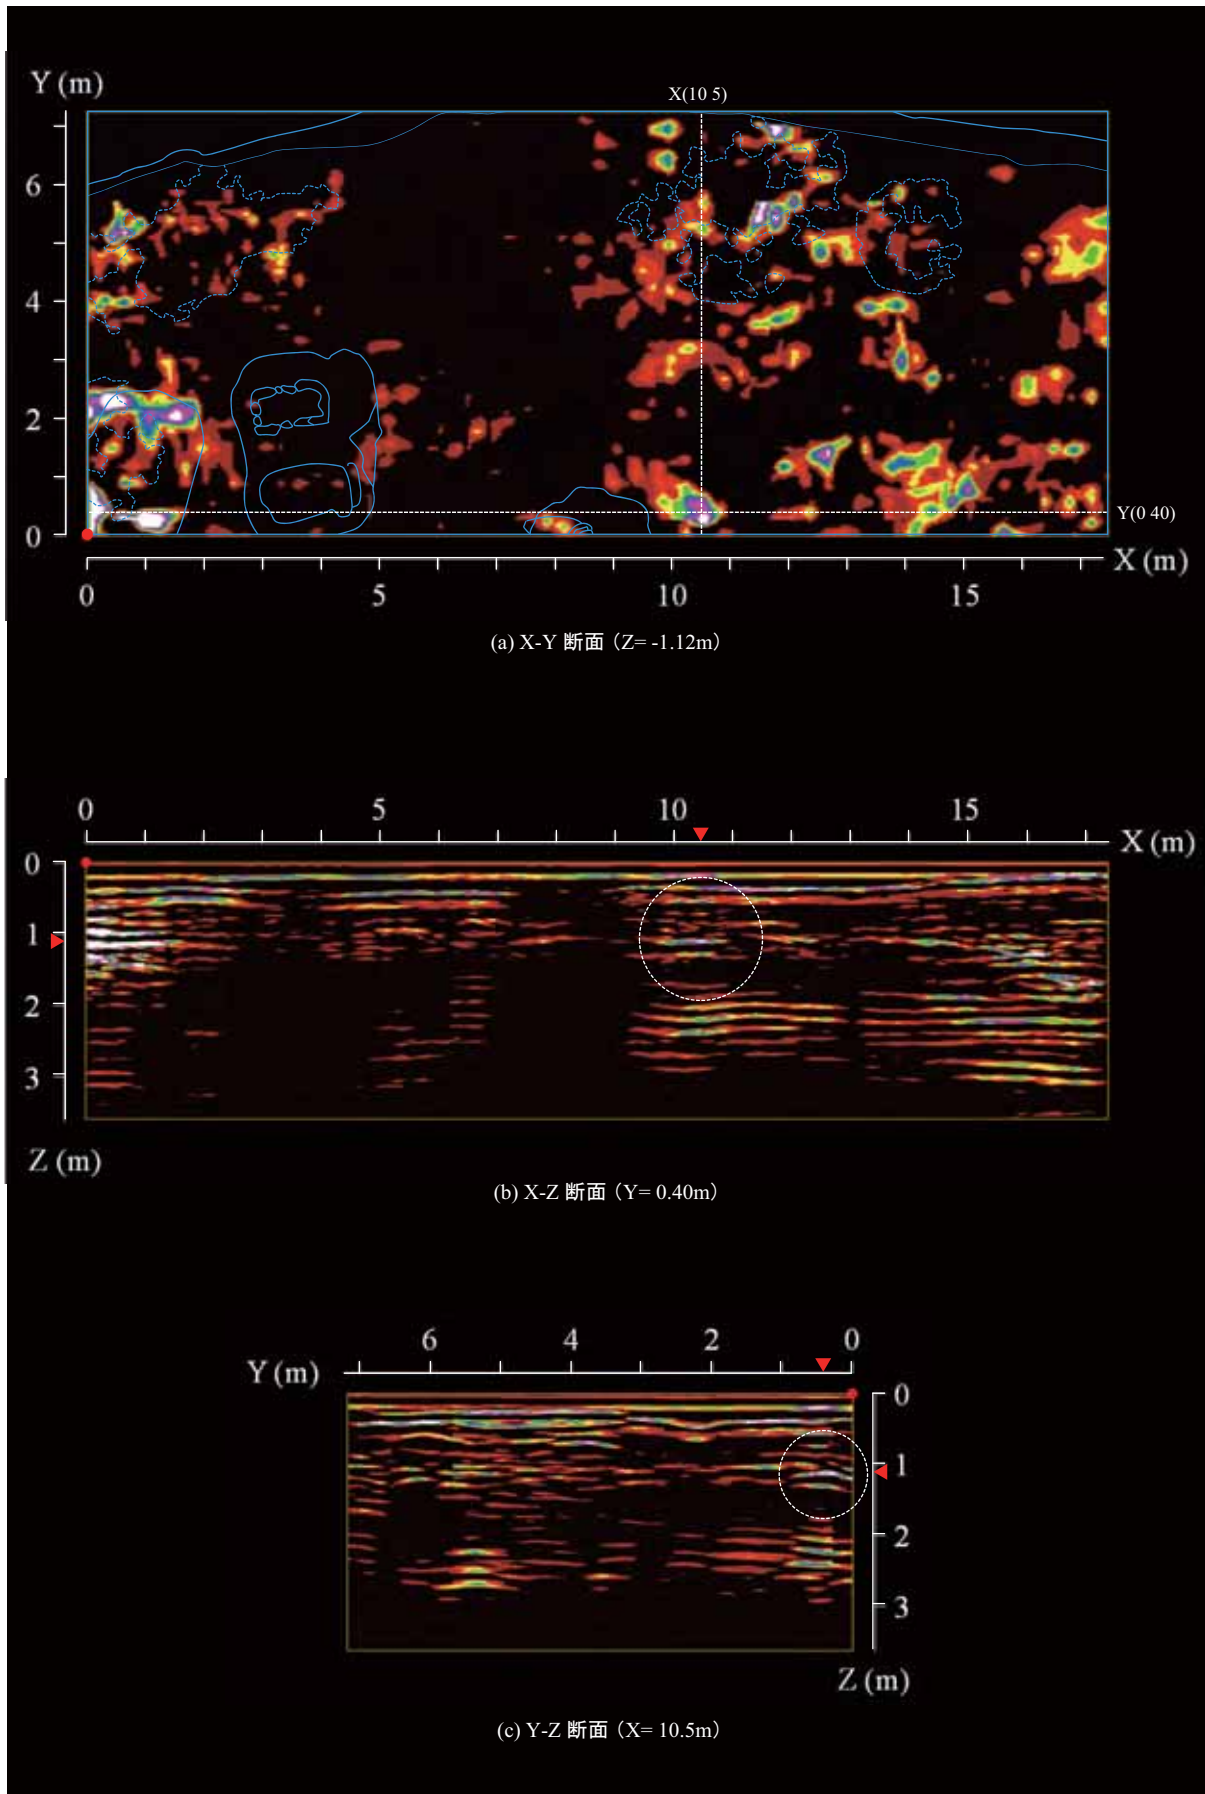 Y (m)
X(10 5)
6
4
2
0
Y(0 40)
X (m)
0 5 10 15
(a) X-Y 断面（Z= -1.12m）
0 5 10 15
X (m)
0
1
2
3
Z (m)
(b) X-Z 断面（Y= 0.40m）
6 4 2 0
Y (m)
0
1
2
3
Z (m)
(c) Y-Z 断面（X= 10.5m）